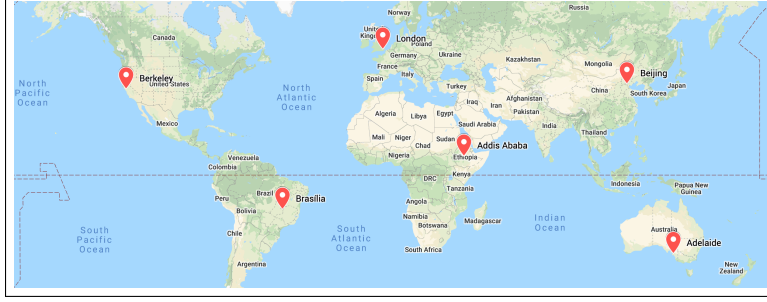 Norway
Russia
Canada
United
Kingdom
London
Poland
Germany
Ukraine
Kazakhstan
Mongolia
Berkeley
United States
France
Italy
Spain
Turkey
Beijing
China
South Korea
Japan
North
Pacific
Ocean
North
Atlantic
Ocean
Iraq
Iran
Afghanistan
Pakistan
Algeria
Libya
Egypt
Saudi Arabia
India
Thailand
Mexico
Mali
Niger
Chad
Sudan
Addis Ababa
Nigeria
Ethiopia
Venezuela
Colombia
DRC
Kenya
Tanzania
Indonesia
Papua New
Guinea
Peru
Brazil
Brasília
Bolivia
Angola
Namibia
Botswana
Madagascar
Indian
Ocean
South
Pacific
Ocean
South
Atlantic
Ocean
Chile
Argentina
South Africa
Australia
Adelaide
New
Zealand